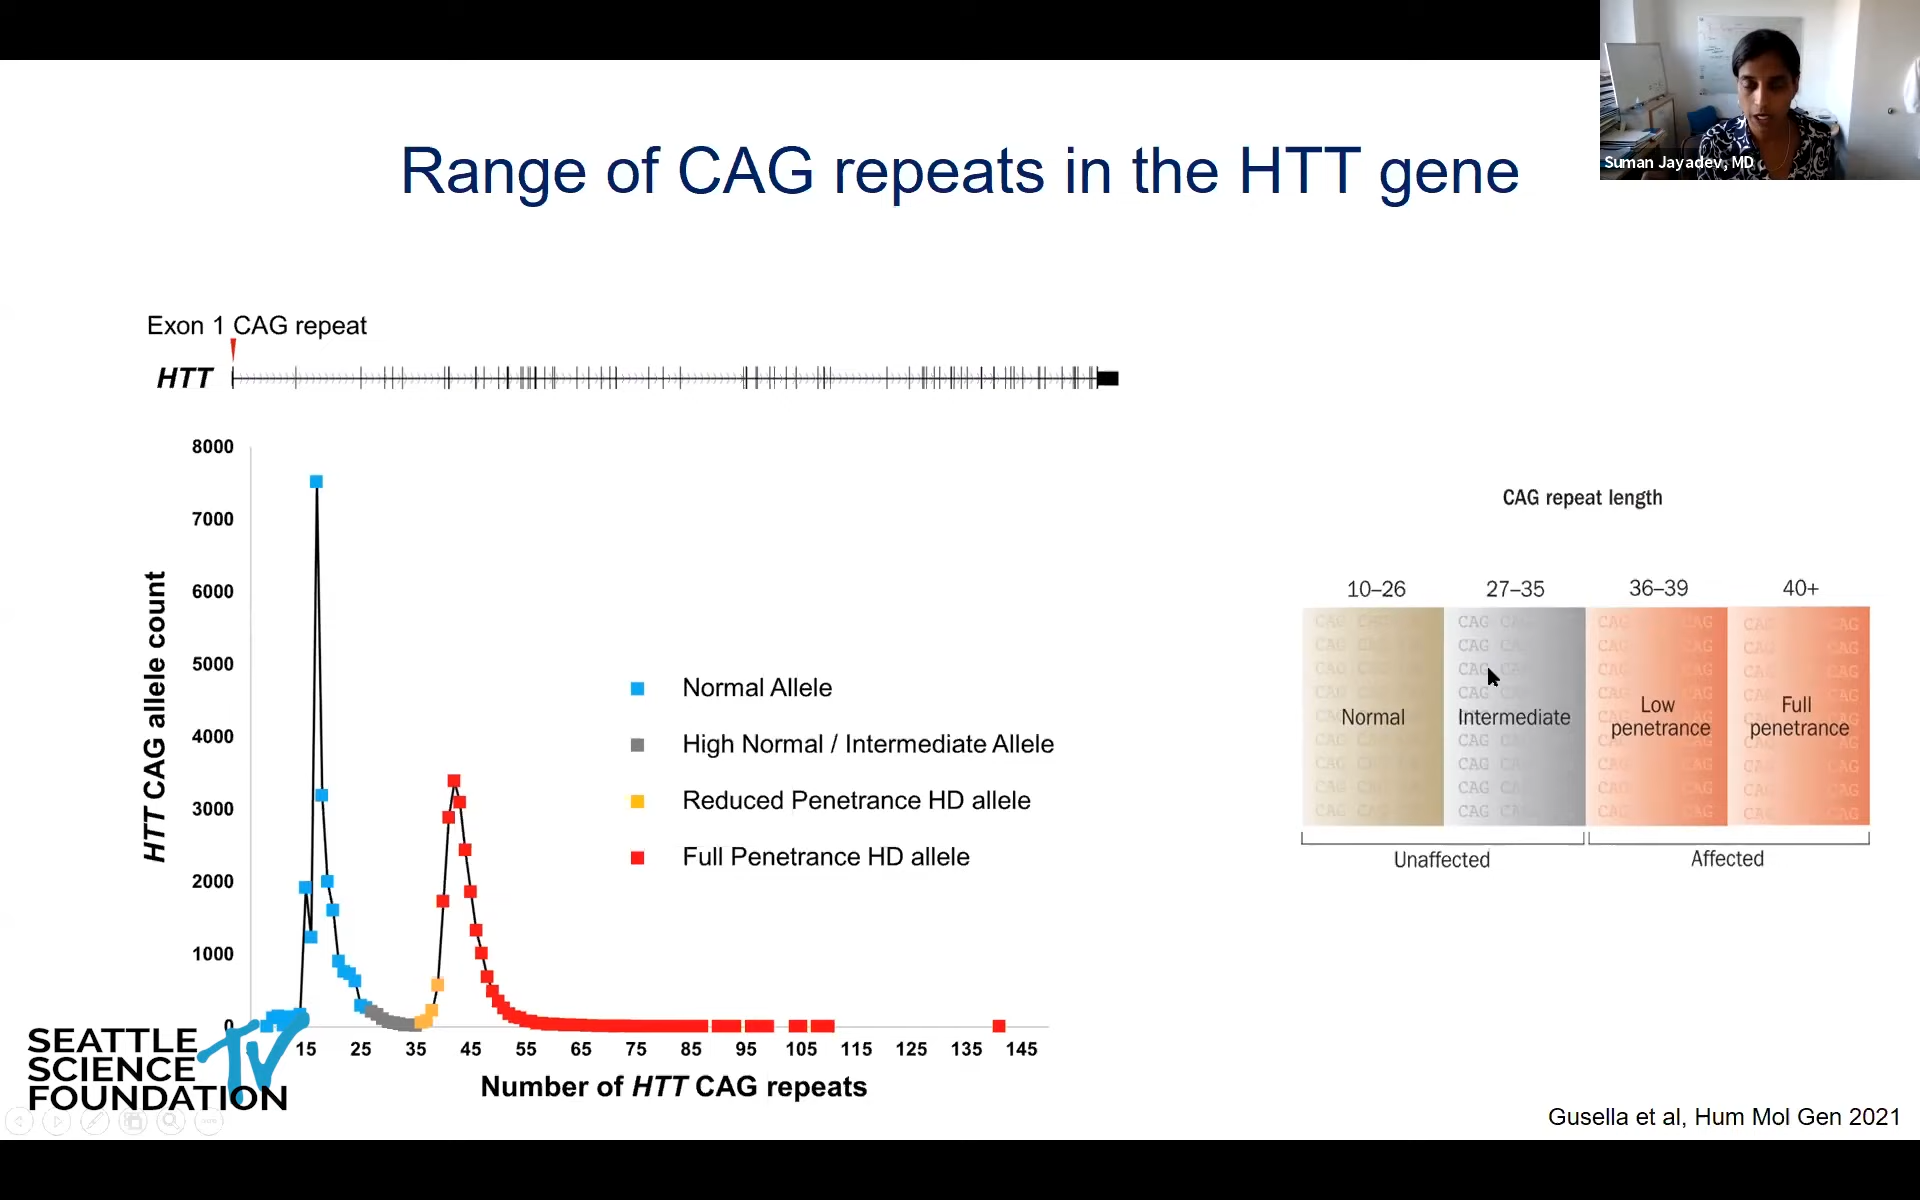 Suman Jayadev, MD
Range of CAG repeats in the HTT gene
Exon 1 CAG repeat
HTT
8000
7000
6000
5000
4000
3000
2000
1000
0
HTT CAG allele count
Normal Allele
High Normal / Intermediate Allele
Reduced Penetrance HD allele
Full Penetrance HD allele
15 25 35 45 55 65 75 85 95 105 115 125 135 145
Number of HTT CAG repeats
CAG repeat length
10–26 27–35 36–39 40+
Normal
Intermediate
Low
penetrance
Full
penetrance
Unaffected
Affected
SEATTLE
SCIENCE
FOUNDATION
TV
Gusella et al, Hum Mol Gen 2021